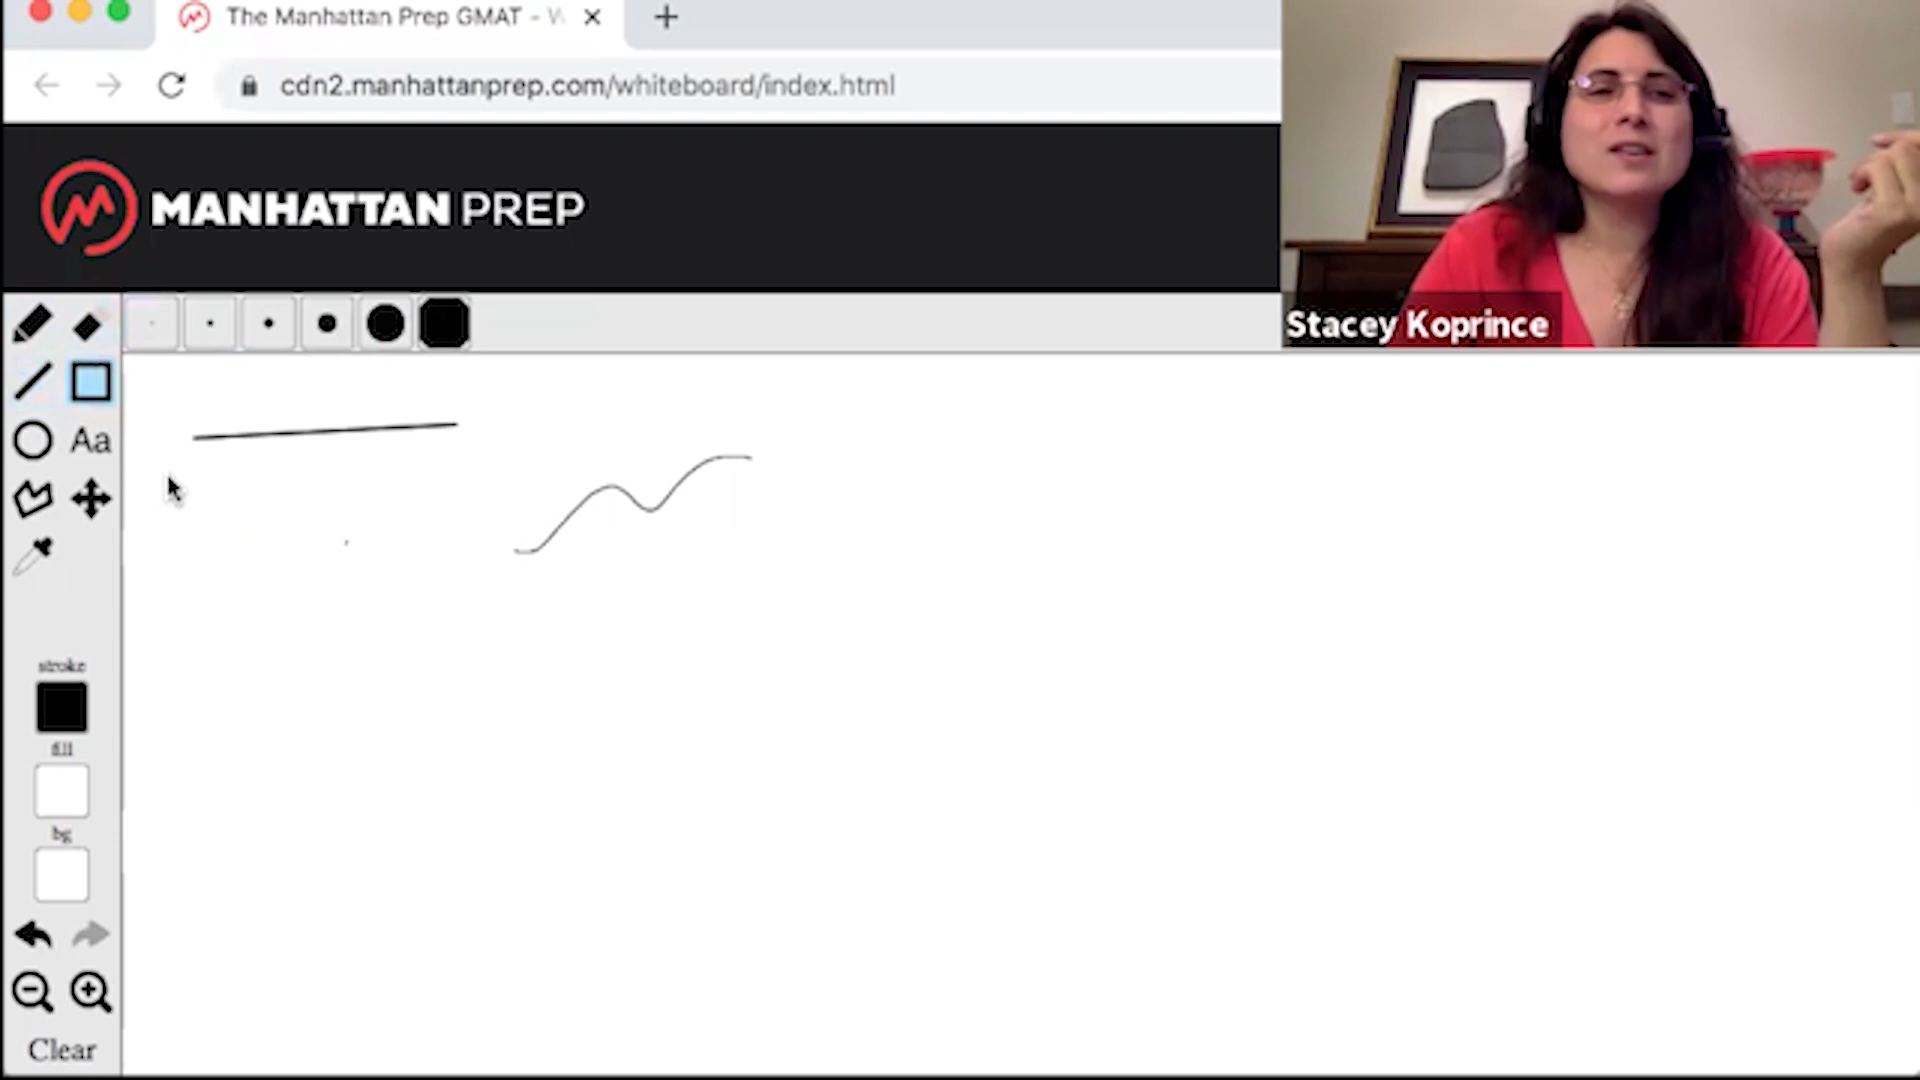 The Manhattan Prep GMAT - W
cdn2.manhattanprep.com/whiteboard/index.html
MANHATTAN PREP
Stacey Koprince
Aa
stroke
fill
bg
Clear